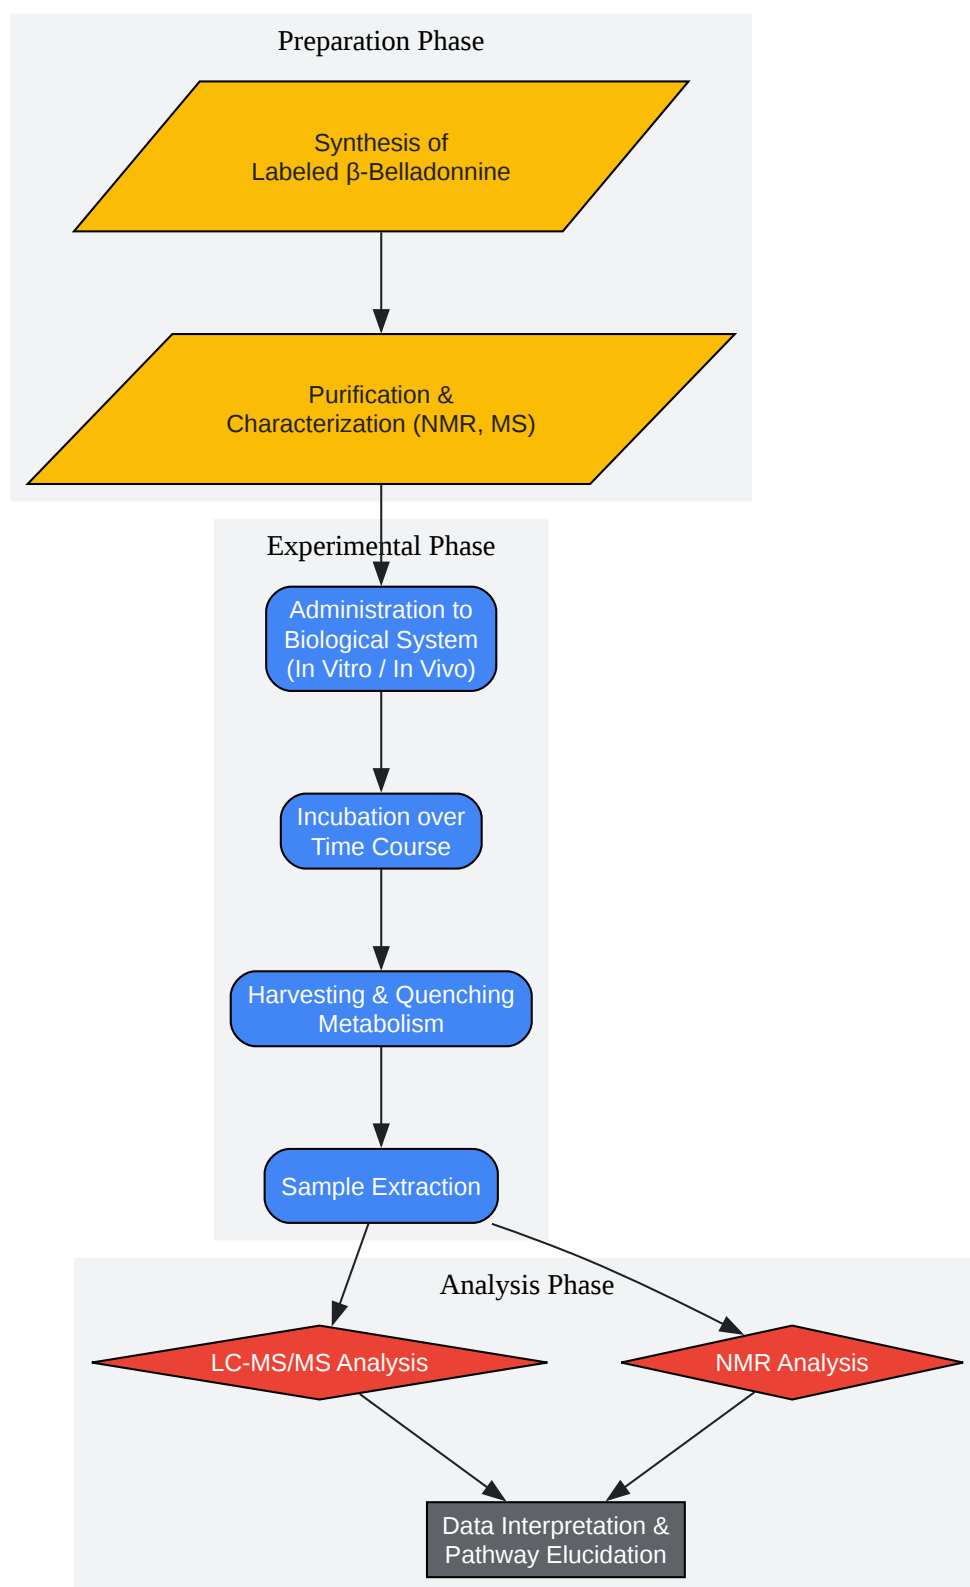 Preparation Phase
Synthesis of
Labeled β-Belladonnine
Purification &
Characterization (NMR, MS)
Experimental Phase
Administration to
Biological System
(In Vitro / In Vivo)
Incubation over
Time Course
Harvesting & Quenching
Metabolism
Sample Extraction
Analysis Phase
LC-MS/MS Analysis
NMR Analysis
Data Interpretation &
Pathway Elucidation